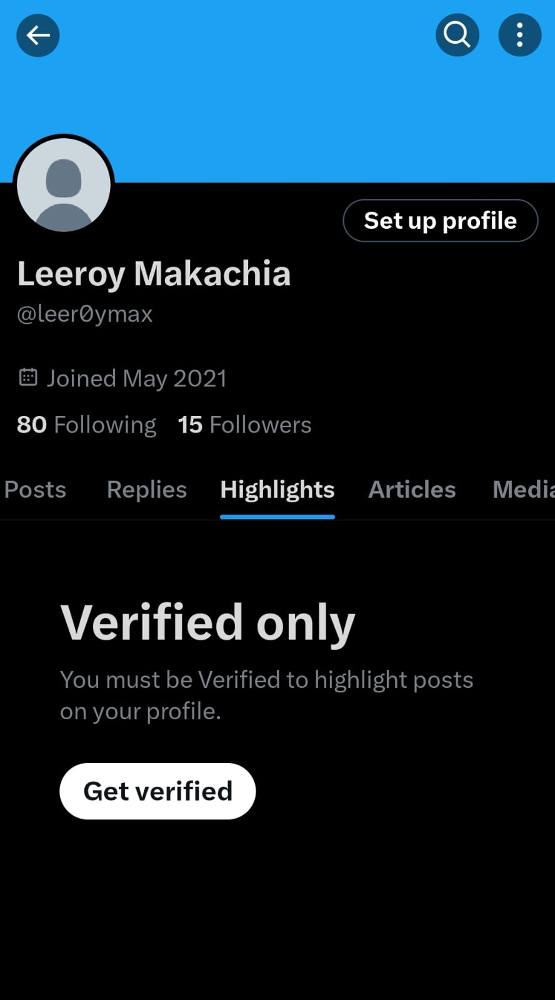 Set up profile
Leeroy Makachia
@leer0ymax
Joined May 2021
80 Following 15 Followers
Posts Replies Highlights Articles Media
Verified only
You must be Verified to highlight posts
on your profile.
Get verified